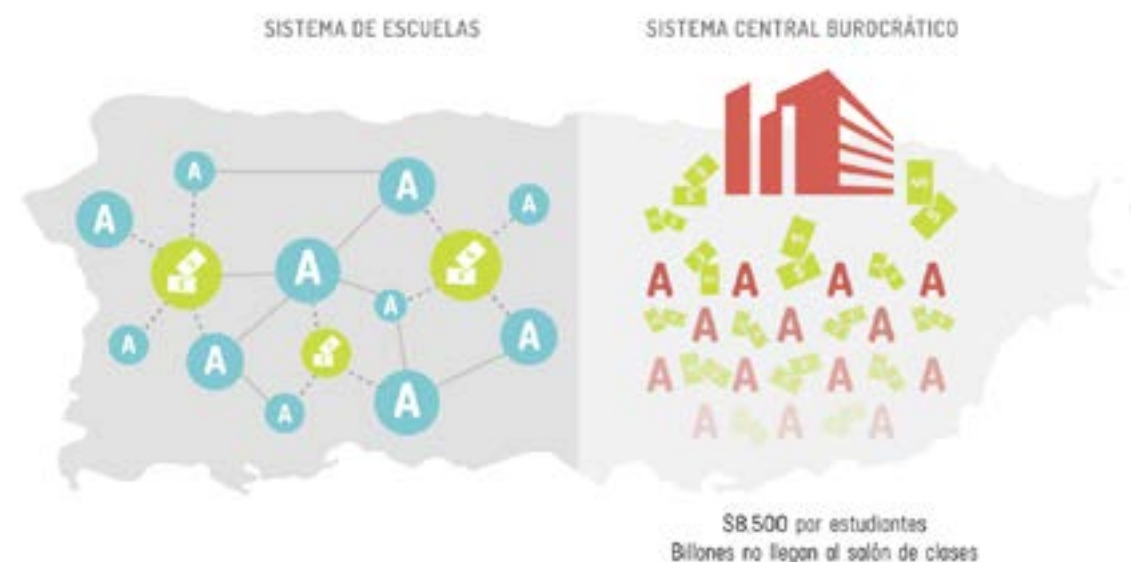 SISTEMA DE ESCUELAS
SISTEMA CENTRAL BUROCRÁTICO
A A
A A
A
A
A A
A
A
A
A A A A
A A A
A A A A
A A A
$8,500 por estudiantes
Billones no llegan al salón de clases